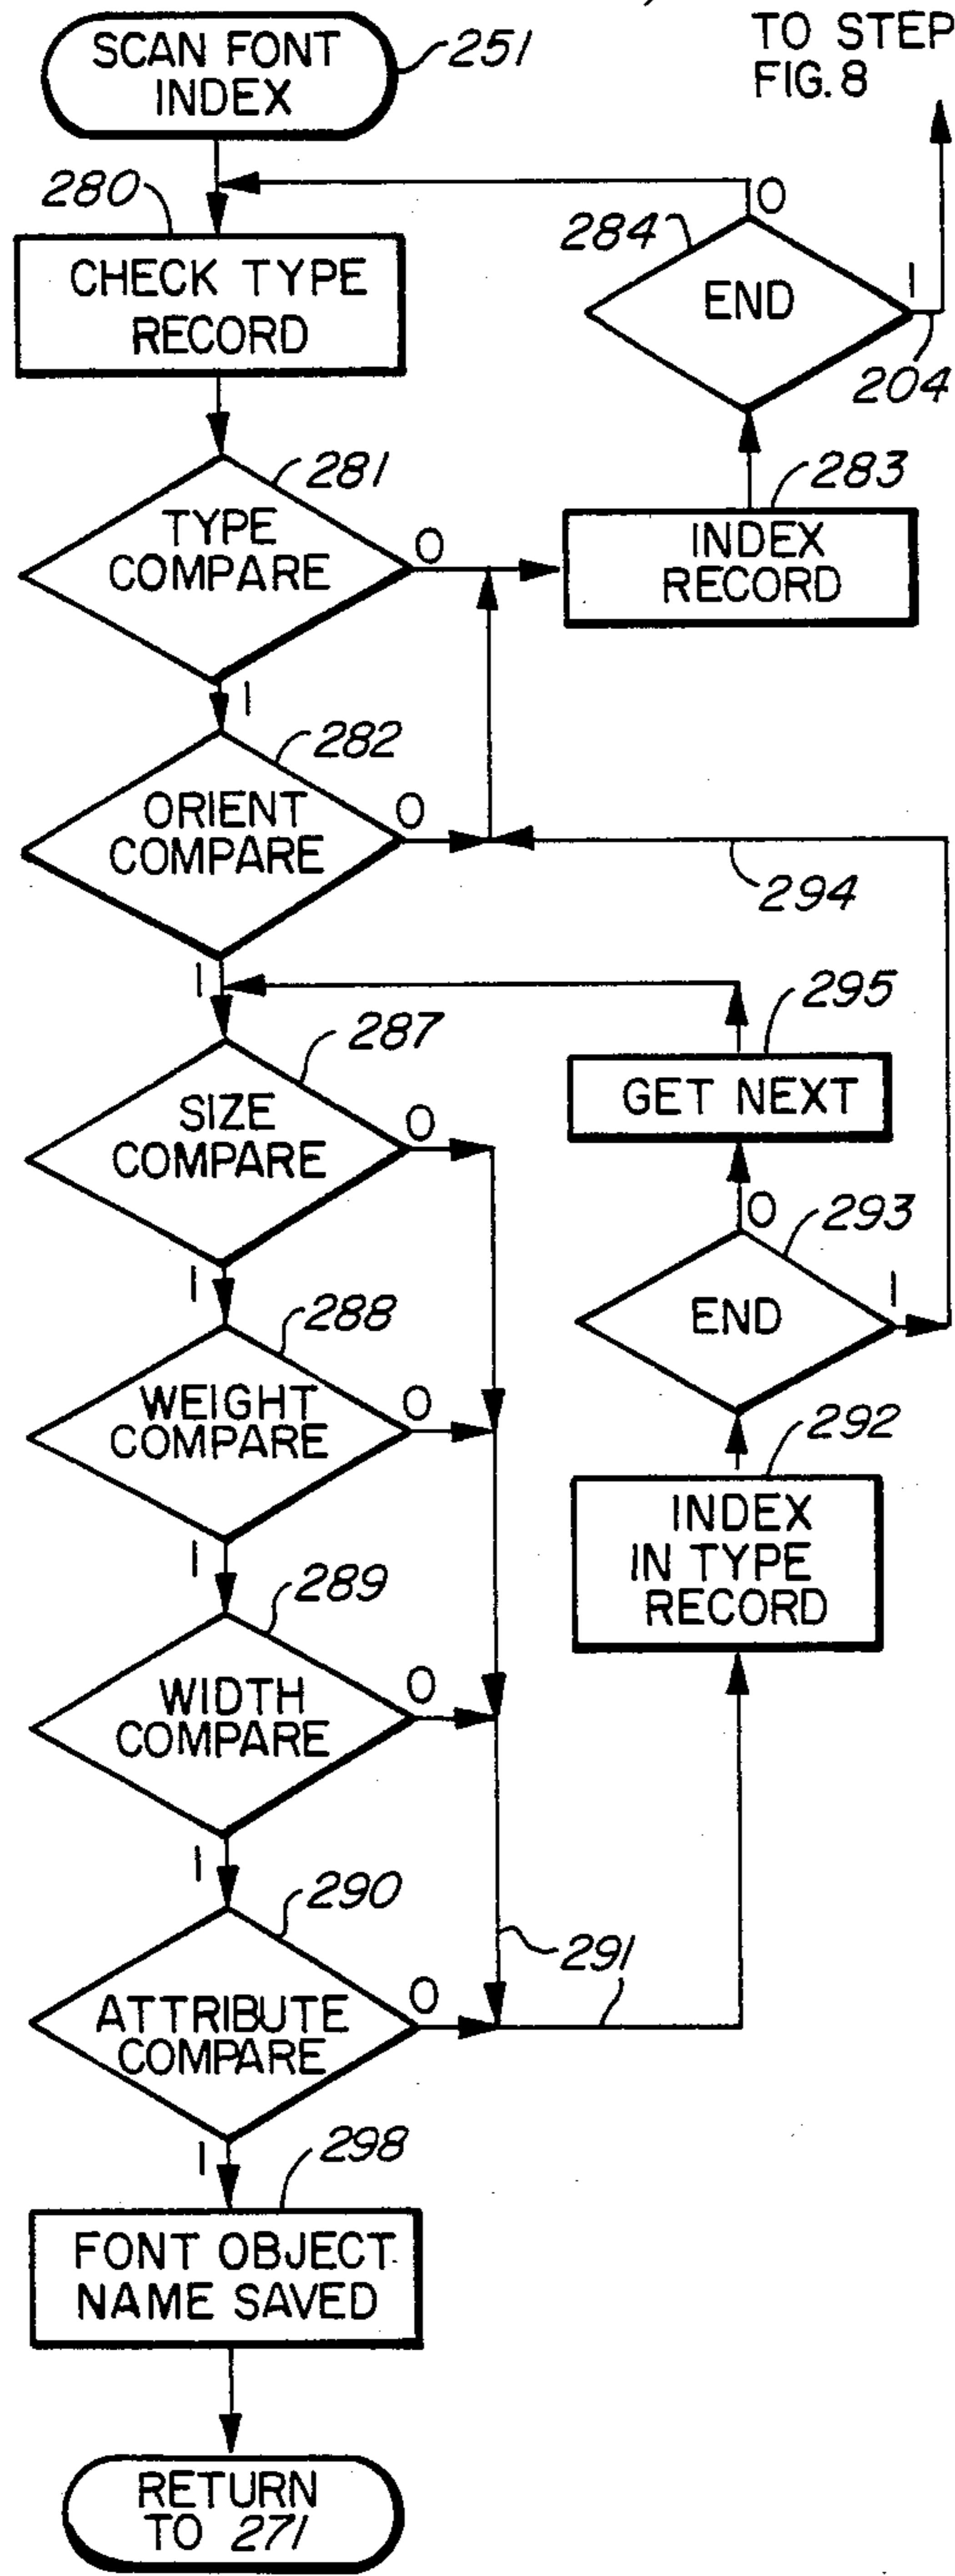 SCAN FONT
INDEX
251
TO STEP
FIG. 8
280
CHECK TYPE
RECORD
0
284
END
1
204
281
TYPE
COMPARE
0
283
INDEX
RECORD
1
282
ORIENT
COMPARE
0
294
1
295
GET NEXT
287
SIZE
COMPARE
0
0
293
END
1
1
288
WEIGHT
COMPARE
0
292
INDEX
IN TYPE
RECORD
1
289
WIDTH
COMPARE
0
1
290
ATTRIBUTE
COMPARE
0
291
1
298
FONT OBJECT
NAME SAVED
RETURN
TO 271